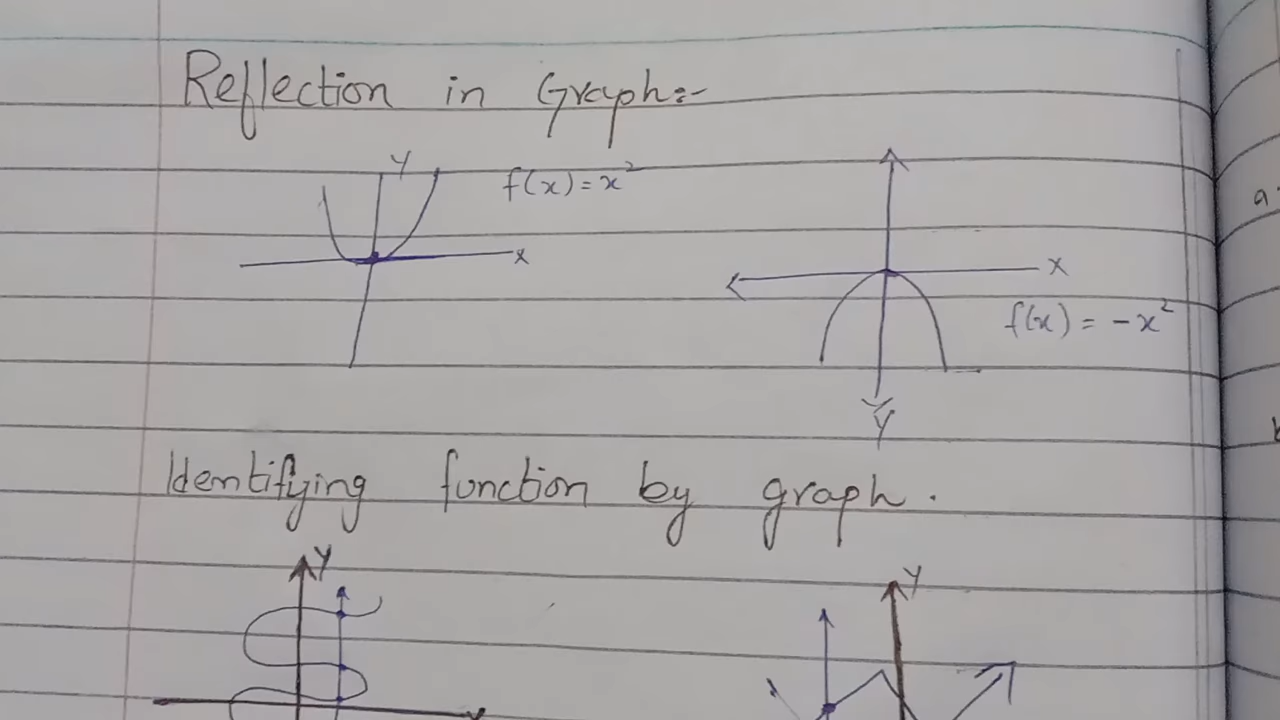 Reflection in Graph:-
Y
f(x) = x²
x
x
f(x) = -x²
Y
Identifying function by graph.
Y
Y
a